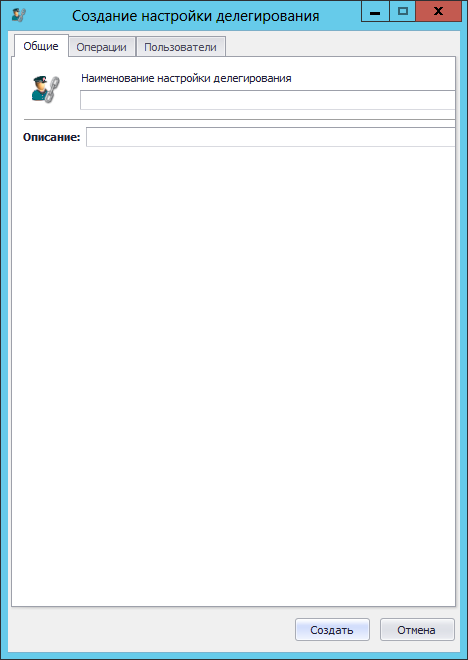 Создание настройки делегирования
Общие Операции Пользователи
Наименование настройки делегирования
Описание:
Создать Отмена